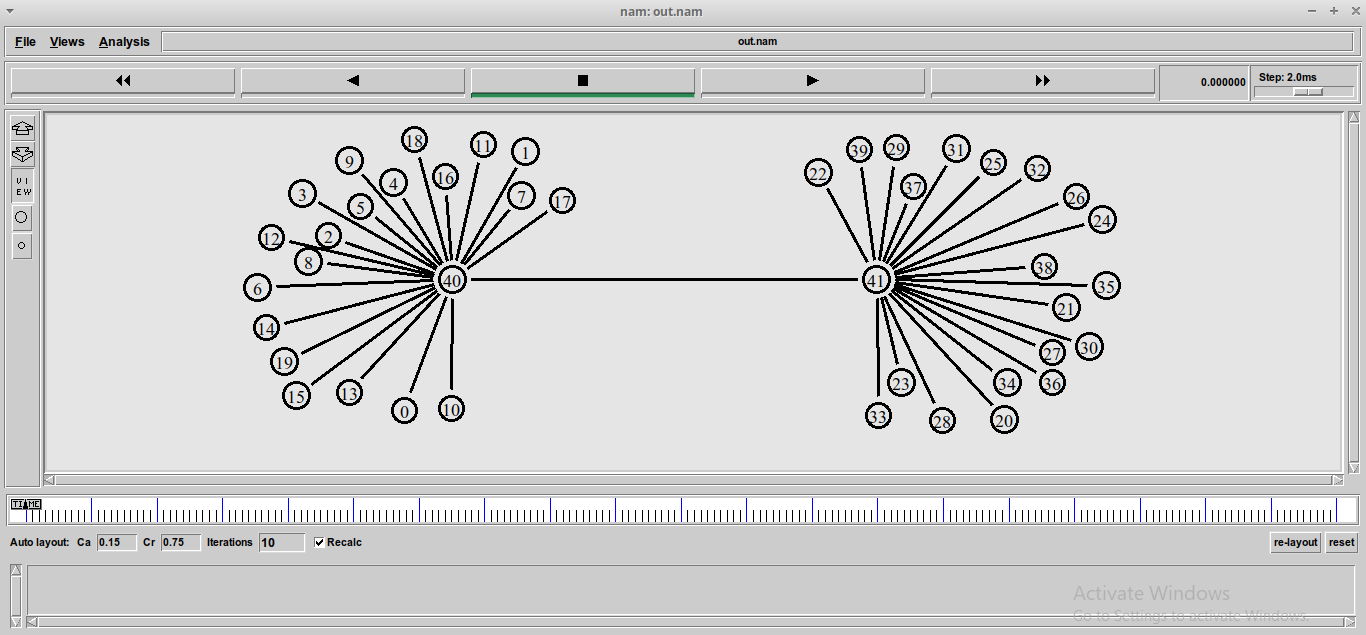 nam: out.nam
File Views Analysis out.nam
0.000000 Step: 2.0ms
18 11 1 39 29 31
9 22 25 32
4 16 37
3 5 7 17 26
12 2 24
8 38
6 40 41 35
14 21
19 27 30
15 13 23 34 36
0 10 33 28 20
VIEW
TIME
Auto layout: Ca 0.15 Cr 0.75 Iterations 10 Recalc re-layout reset
Activate Windows
Go to Settings to activate Windows.